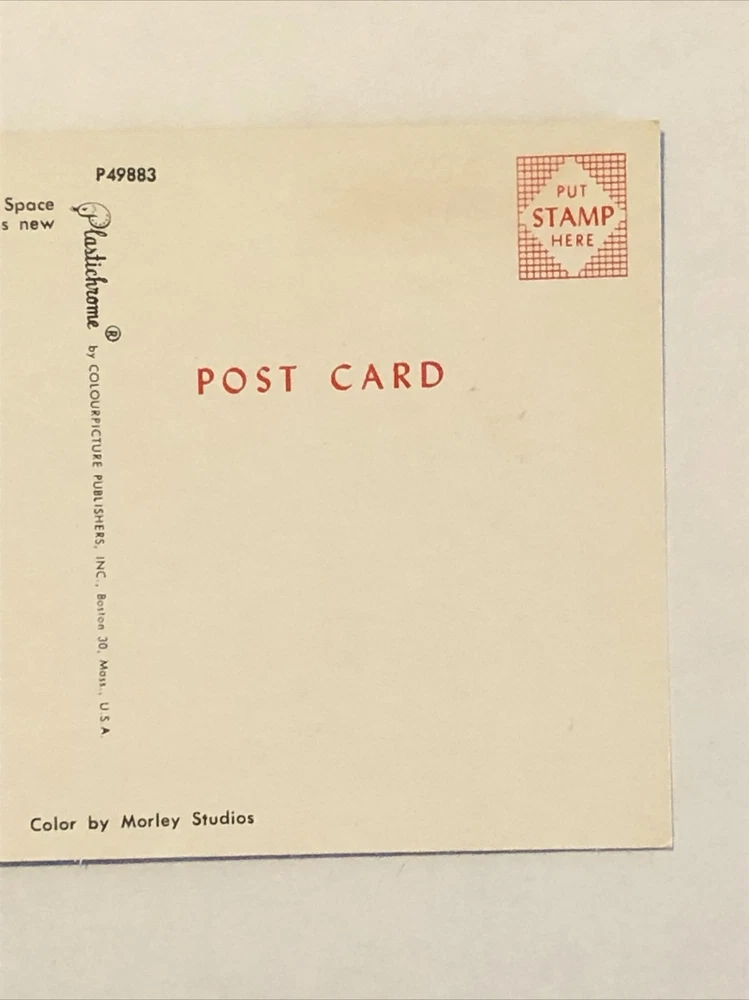 P49883
Space
s new
Plastichrome ® by COLOURPICTURE PUBLISHERS, INC., Boston 30, Mass., U.S.A.
PUT
STAMP
HERE
POST CARD
Color by Morley Studios